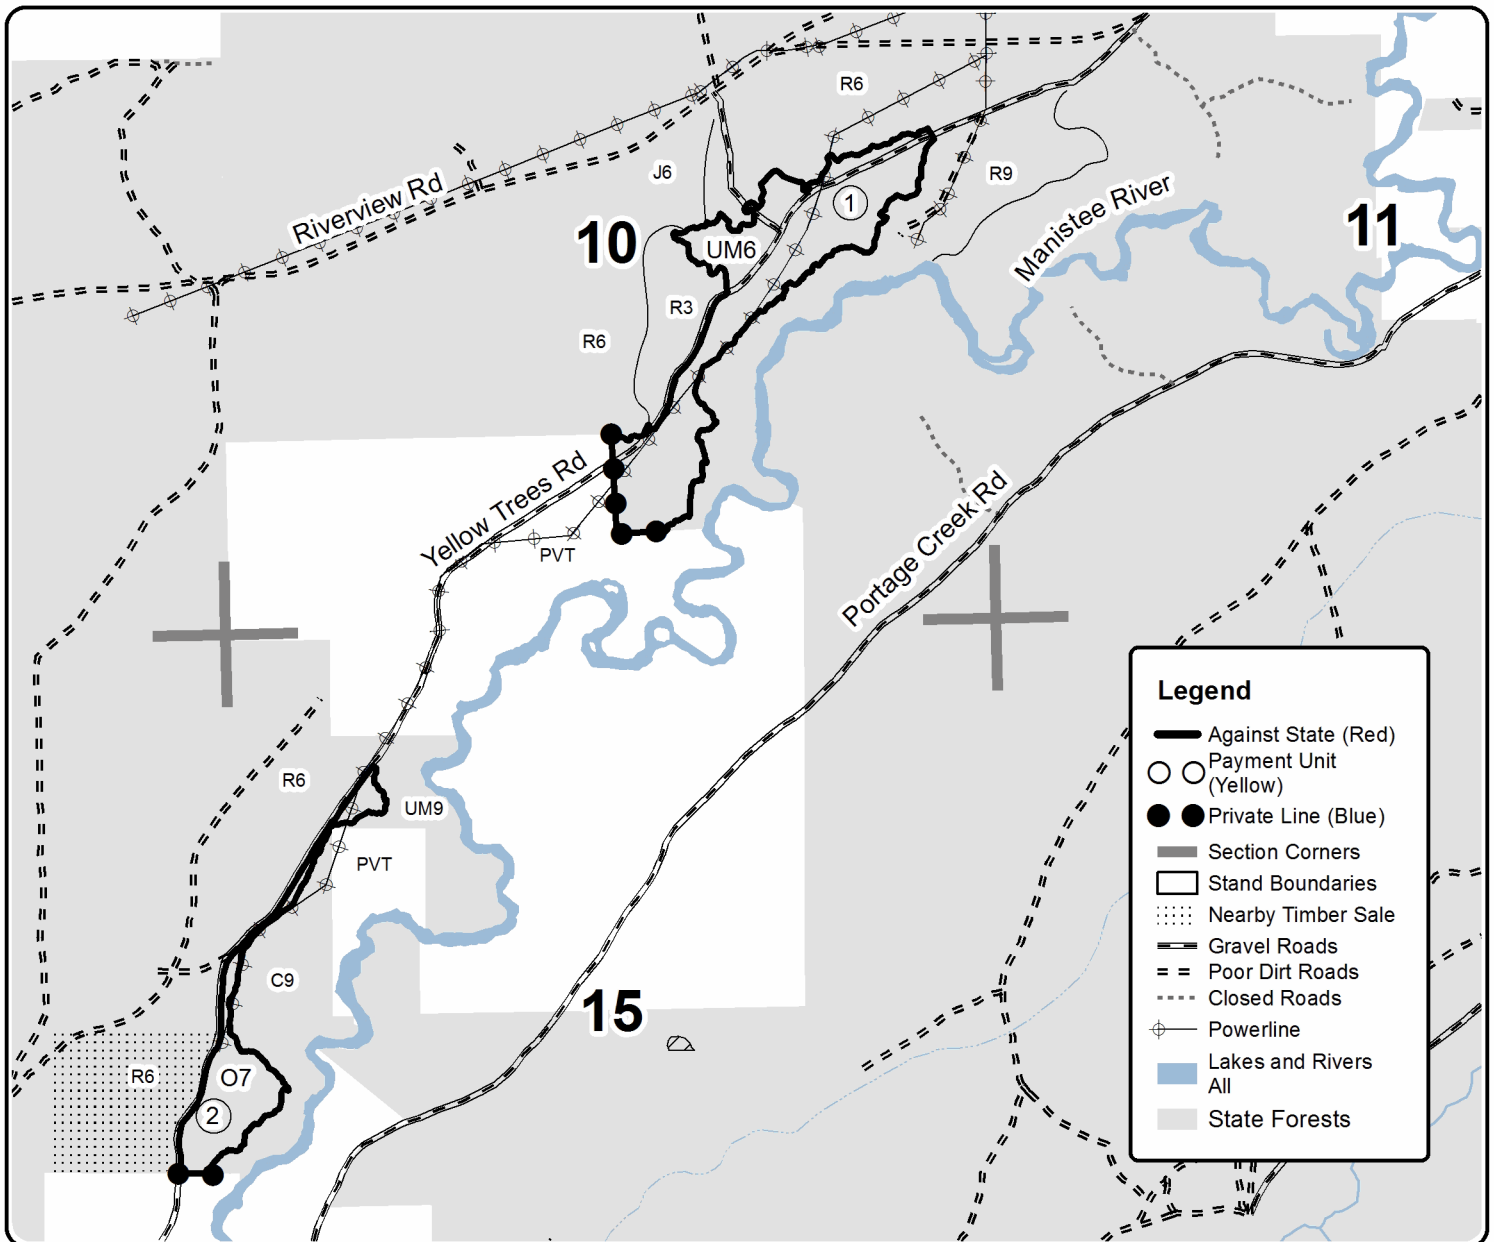 R6
J6
R9
Riverview Rd
1
10
11
UM6
Manistee River
R3
R6
Yellow Trees Rd
PVT
Portage Creek Rd
R6
UM9
PVT
C9
15
R6
O7
2
Legend
Against State (Red)
Payment Unit
(Yellow)
Private Line (Blue)
Section Corners
Stand Boundaries
Nearby Timber Sale
Gravel Roads
Poor Dirt Roads
Closed Roads
Powerline
Lakes and Rivers
All
State Forests